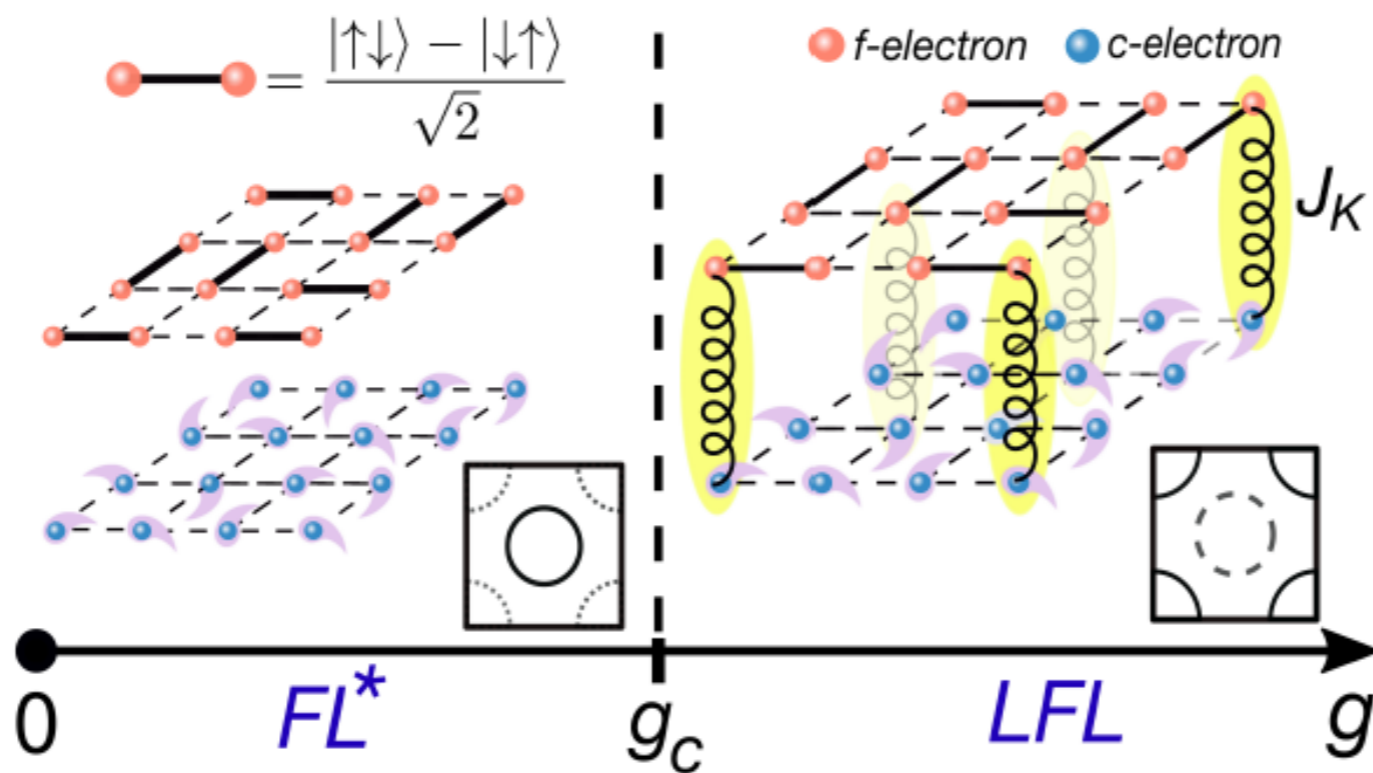 = |↑↓⟩ − |↓↑⟩ / √2
f-electron
c-electron
J_K
0
FL*
g_c
LFL
g